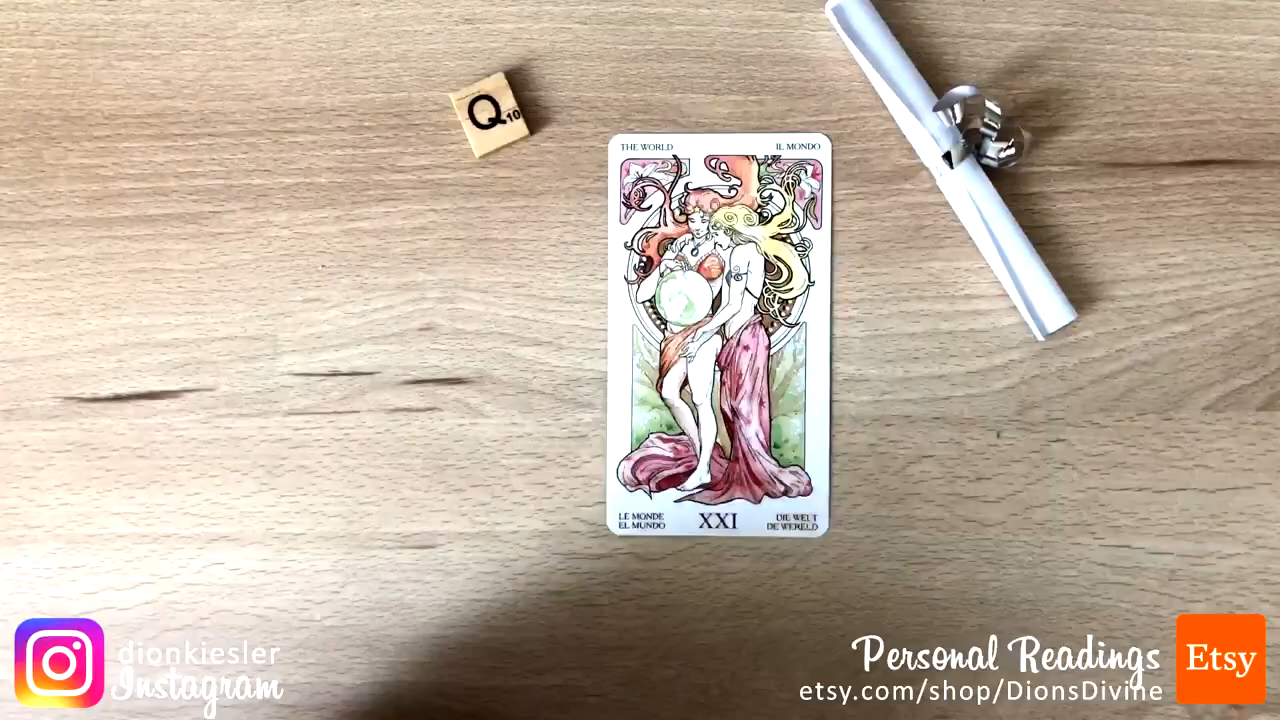 Q10
THE WORLD
IL MONDO
LE MONDE
EL MUNDO
XXI
DIE WELT
DE WERELD
dionkiesler
Instagram
Personal Readings
etsy.com/shop/DionsDivine
Etsy